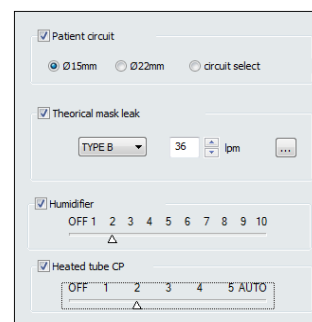 Patient circuit
Ø15mm Ø22mm circuit select
Theorical mask leak
TYPE B 36 lpm ...
Humidifier
OFF 1 2 3 4 5 6 7 8 9 10
Heated tube CP
OFF 1 2 3 4 5 AUTO